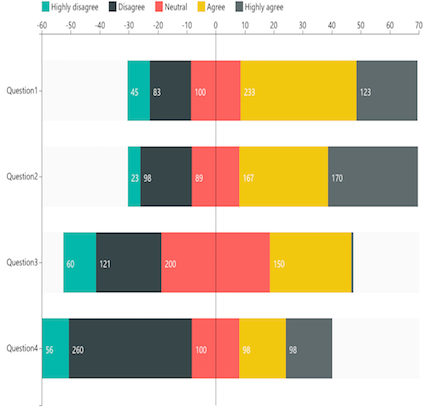 Highly disagree Disagree Neutral Agree Highly agree
-60 -50 -40 -30 -20 -10 0 10 20 30 40 50 60 70
Question1 45 83 100 233 123
Question2 23 98 89 167 170
Question3 60 121 200 150
Question4 56 260 100 98 98